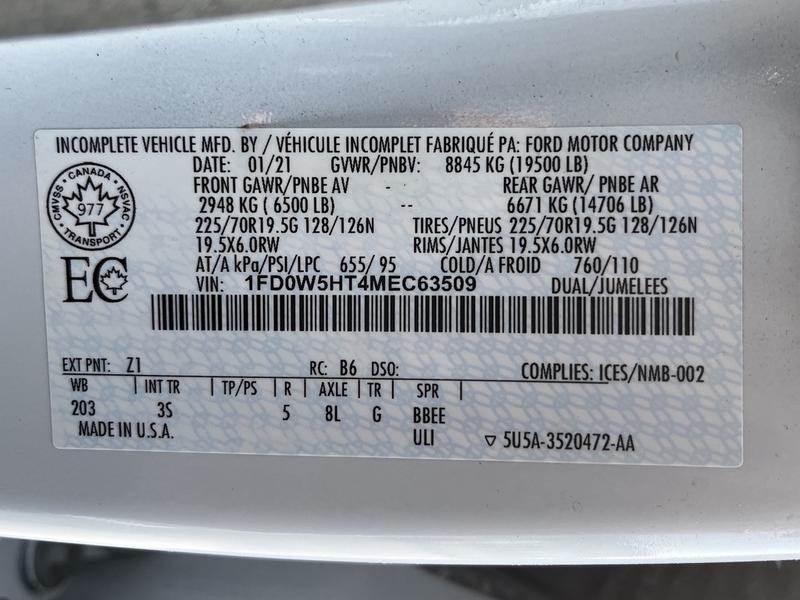 INCOMPLETE VEHICLE MFD. BY / VÉHICULE INCOMPLET FABRIQUÉ PA: FORD MOTOR COMPANY
DATE: 01/21 GVWR/PNBV: 8845 KG (19500 LB)
FRONT GAWR/PNBE AV - REAR GAWR/ PNBE AR
2948 KG ( 6500 LB) -- 6671 KG (14706 LB)
225/70R19.5G 128/126N TIRES/PNEUS 225/70R19.5G 128/126N
19.5X6.0RW RIMS/JANTES 19.5X6.0RW
AT/A kPa/PSI/LPC 655/ 95 COLD/A FROID 760/110
VIN: 1FD0W5HT4MEC63509 DUAL/JUMELEES
CANADA
CMVSS 977 NSVAC
TRANSPORT
EC
EXT PNT: Z1 RC: B6 DSO: COMPLIES: ICES/NMB-002
WB | INT TR | TP/PS | R | AXLE | TR | SPR |
203 3S 5 8L G BBEE
MADE IN U.S.A. ULI ▽ 5U5A-3520472-AA